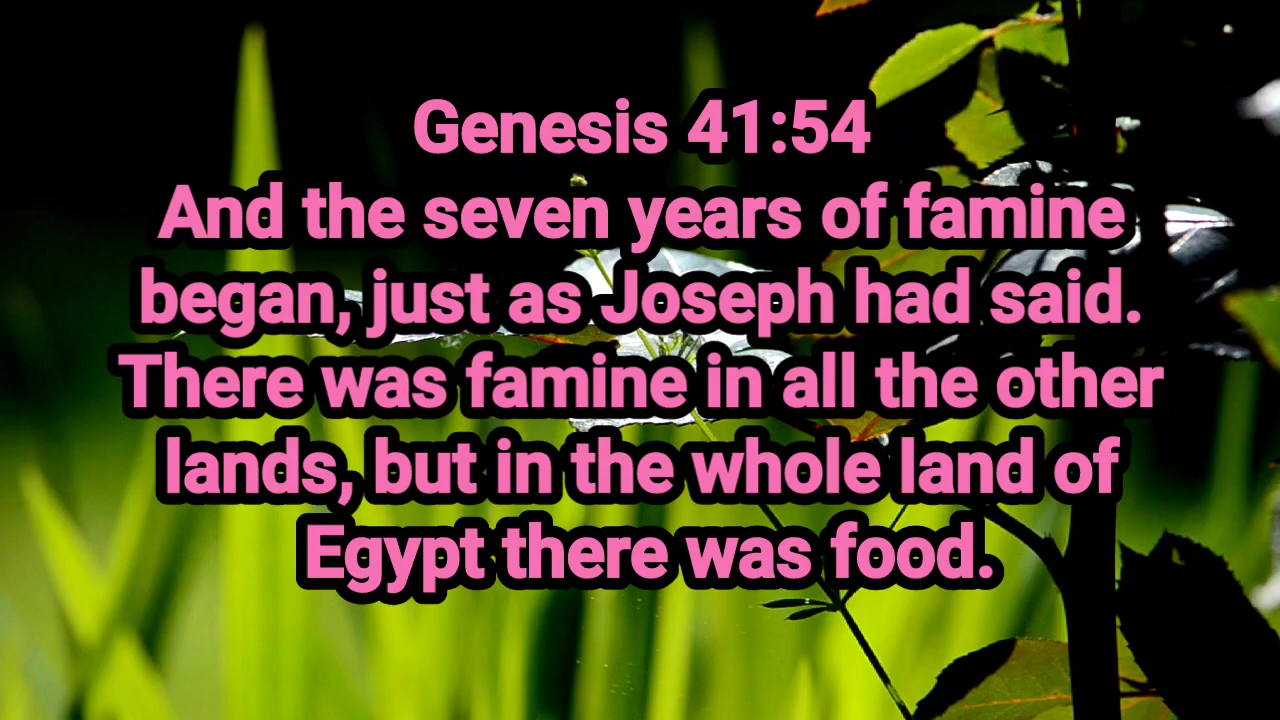 Genesis 41:54
And the seven years of famine
began, just as Joseph had said.
There was famine in all the other
lands, but in the whole land of
Egypt there was food.